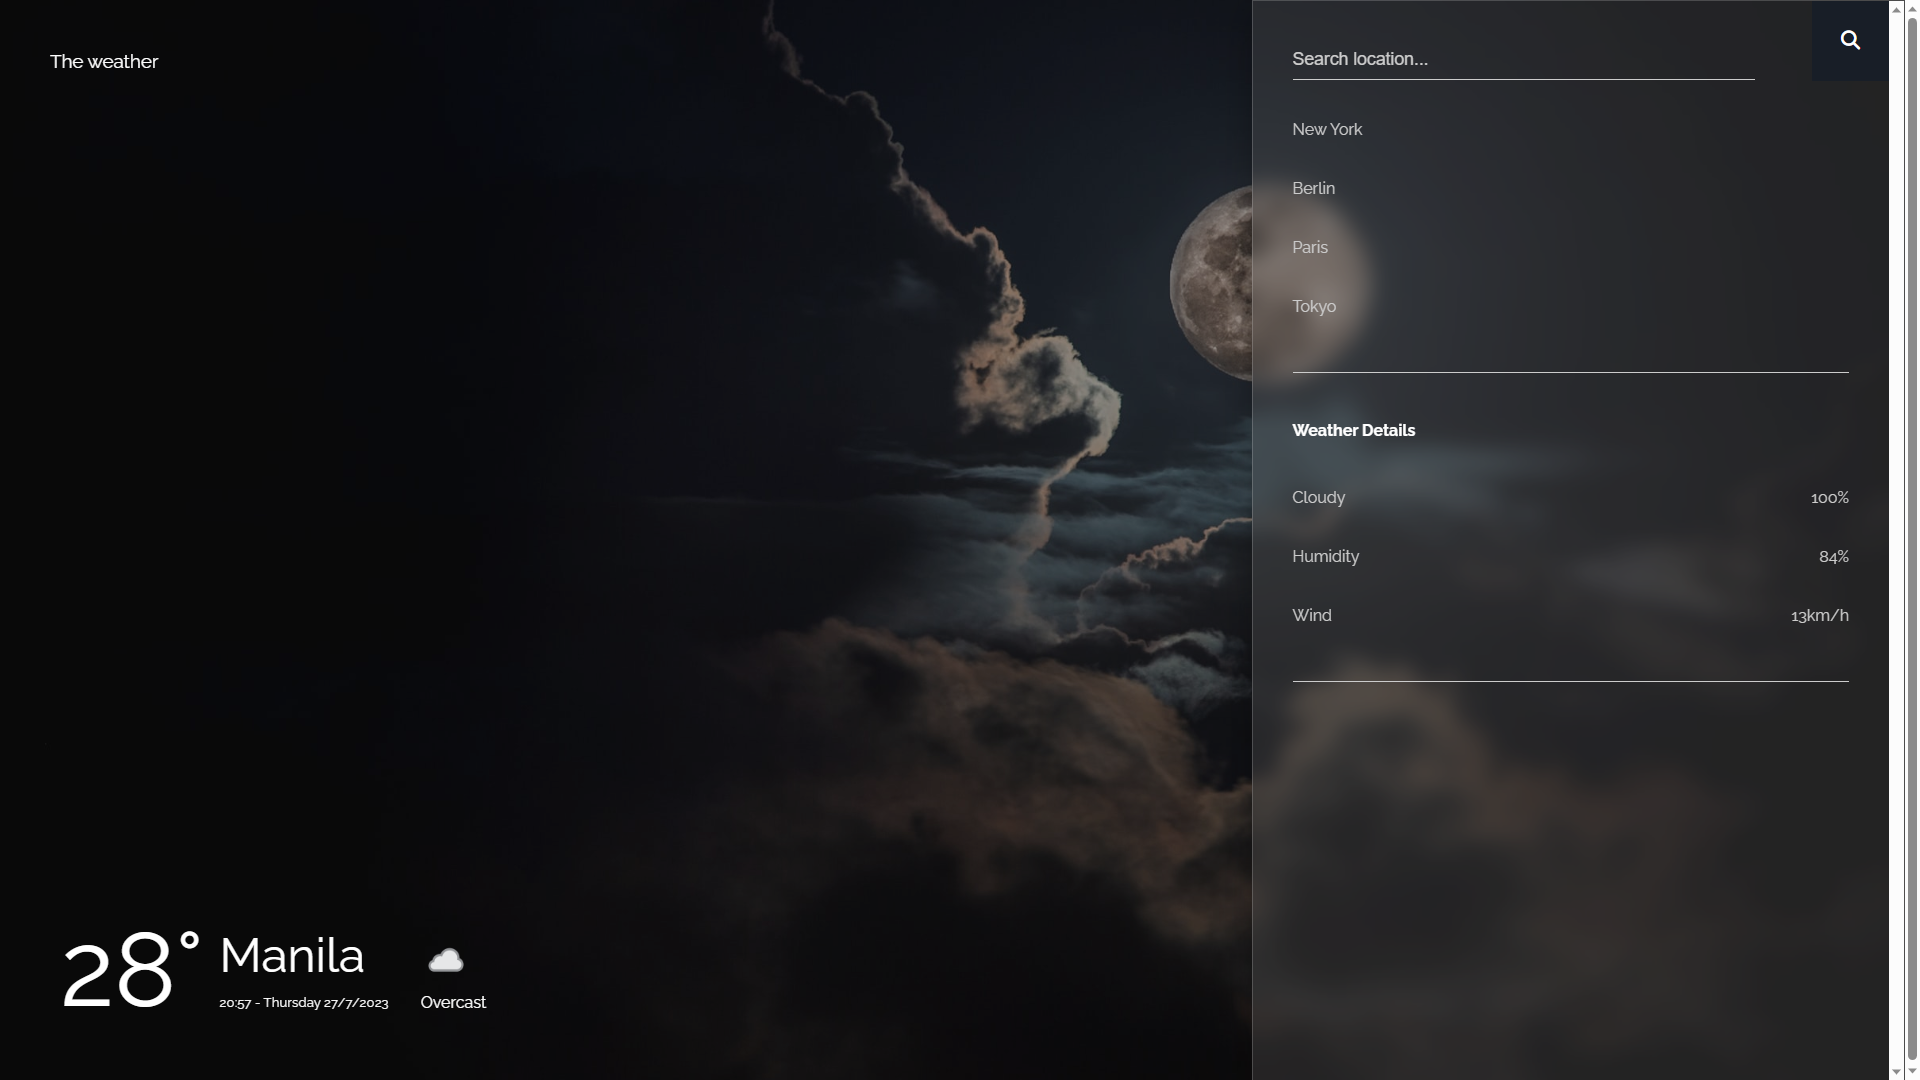 The weather
Search location...
New York
Berlin
Paris
Tokyo
Weather Details
Cloudy 100%
Humidity 84%
Wind 13km/h
28° Manila
20:57 - Thursday 27/7/2023
Overcast